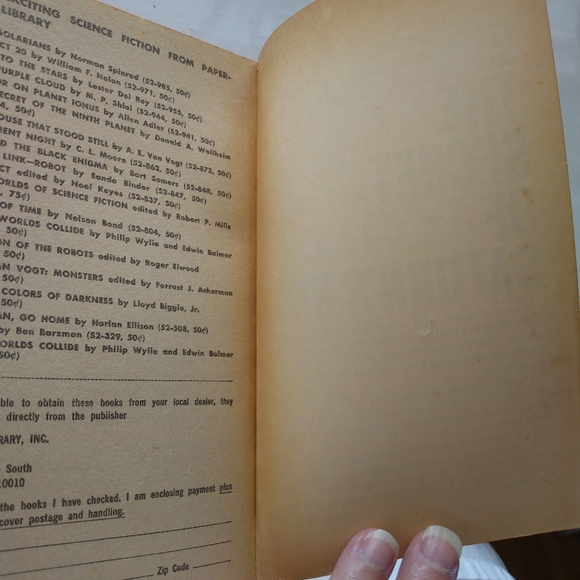 XCITING SCIENCE FICTION FROM PAPER-
LIBRARY
SOLARIANS by Norman Spinrad (52-985, 50¢)
CT 20 by William F. Nolan (52-971, 50¢)
TO THE STARS by Lester Del Rey (52-955, 50¢)
PURPLE CLOUD by M. P. Shiel (52-944, 50¢)
OR ON PLANET IONUS by Allen Adler (52-941, 50¢)
SECRET OF THE NINTH PLANET by Donald A. Wollheim
4, 50¢)
OUSE THAT STOOD STILL by A. E. Van Vogt (52-873, 50¢)
MENT NIGHT by C. L. Moore (52-863, 50¢)
D THE BLACK ENIGMA by Bart Somers (52-848, 50¢)
LINK—ROBOT by Eando Binder (52-847, 50¢)
CT edited by Noel Keyes (52-837, 50¢)
ORLDS OF SCIENCE FICTION edited by Robert P. Mills
, 75¢)
OF TIME by Nelson Bond (52-804, 50¢)
WORLDS COLLIDE by Philip Wylie and Edwin Balmer
50¢)
ON OF THE ROBOTS edited by Roger Elwood
50¢)
AN VOGT: MONSTERS edited by Forrest J. Ackerman
50¢)
COLORS OF DARKNESS by Lloyd Biggle, Jr.
50¢)
AN, GO HOME by Harlan Ellison (52-508, 50¢)
by Ben Barzman (52-329, 50¢)
WORLDS COLLIDE by Philip Wylie and Edwin Balmer
50¢)
ble to obtain these books from your local dealer, they
directly from the publisher
RARY, INC.
South
10010
the books I have checked. I am enclosing payment plus
cover postage and handling.
Zip Code